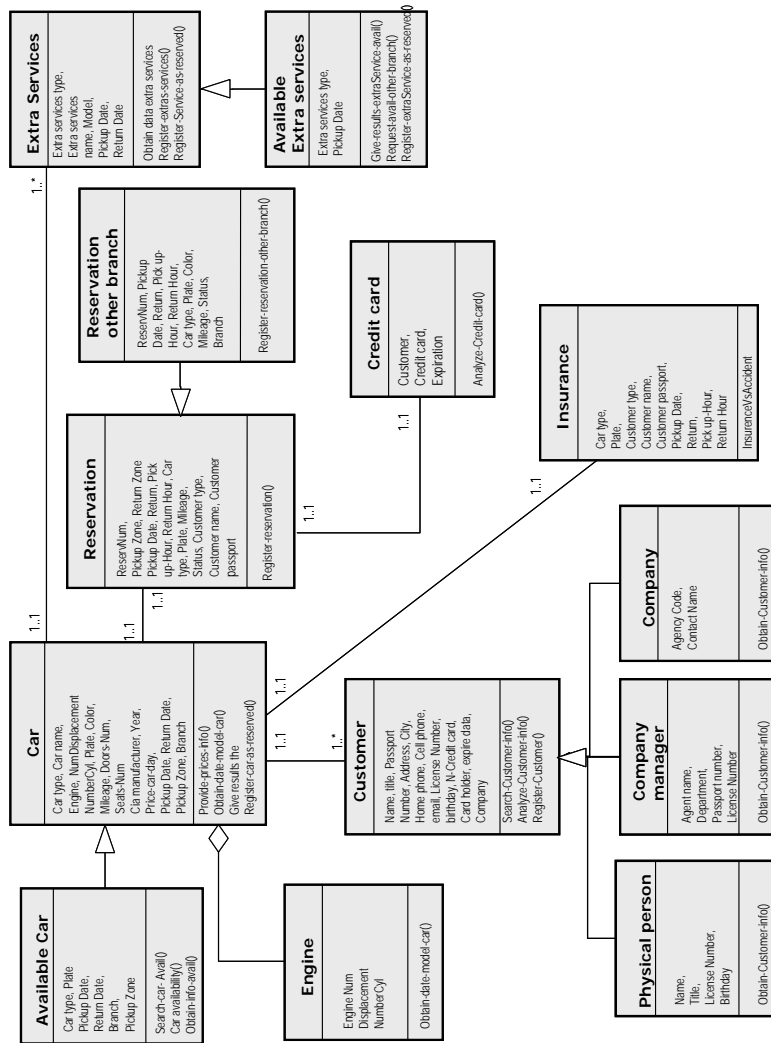 Extra Services
Extra services type,
Extra services
name, Model,
Pickup Date,
Return Date
Obtain data extra services
Register-extras-services()
Register-Service-as-reserved()
Available
Extra services
Extra services type,
Pickup Date
Give-results-extraService-avail()
Request-avail-other-branch()
Register-extraService-as-reserved()
1..*
1..1
Reservation
other branch
ReservNum, Pickup
Date, Return, Pick up-
Hour, Return Hour,
Car type, Plate, Color,
Mileage, Status,
Branch
Register-reservation-other-branch()
Reservation
ReservNum,
Pickup Zone, Return Zone
Pickup Date, Return, Pick
up-Hour, Return Hour, Car
type, Plate, Mileage,
Status, Customer type,
Customer name, Customer
passport
Register-reservation()
1..1
1..1
1..1
1..1
Credit card
Customer,
Credit card,
Expiration
Analyze-Credit-card()
Insurance
Car type,
Plate,
Customer type,
Customer name,
Customer passport,
Pickup Date,
Return,
Pick up-Hour,
Return Hour
InsurenceVsAccident
1..1
1..1
Car
Car type, Car name,
Engine, NumDisplacement
NumberCyl, Plate, Color,
Mileage, Doors-Num,
Seats-Num
Cia manufacturer, Year,
Price-car-day,
Pickup Date, Return Date,
Pickup Zone, Branch
Provide-prices-info()
Obtain-date-model-car()
Give results the
Register-car-as-reserved()
1..1
1..*
Customer
Name, title, Passport
Number, Address, City,
Home phone, Cell phone,
email, License Number,
birthday, N-Credit card,
Card holder, expire data,
Company
Search-Customer-info()
Analyze-Customer-info()
Register-Customer()
Company
Agency Code,
Contact Name
Obtain-Customer-info()
Company
manager
Agent name,
Department,
Passport number,
License Number
Obtain-Customer-info()
Physical person
Name,
Title,
License Number,
Birthday
Obtain-Customer-info()
Available Car
Car type, Plate
Pickup Date,
Return Date,
Branch,
Pickup Zone
Search-car- Avail()
Car availability()
Obtain-info-avail()
Engine
Engine Num
Displacement
NumberCyl
Obtain-date-model-car()